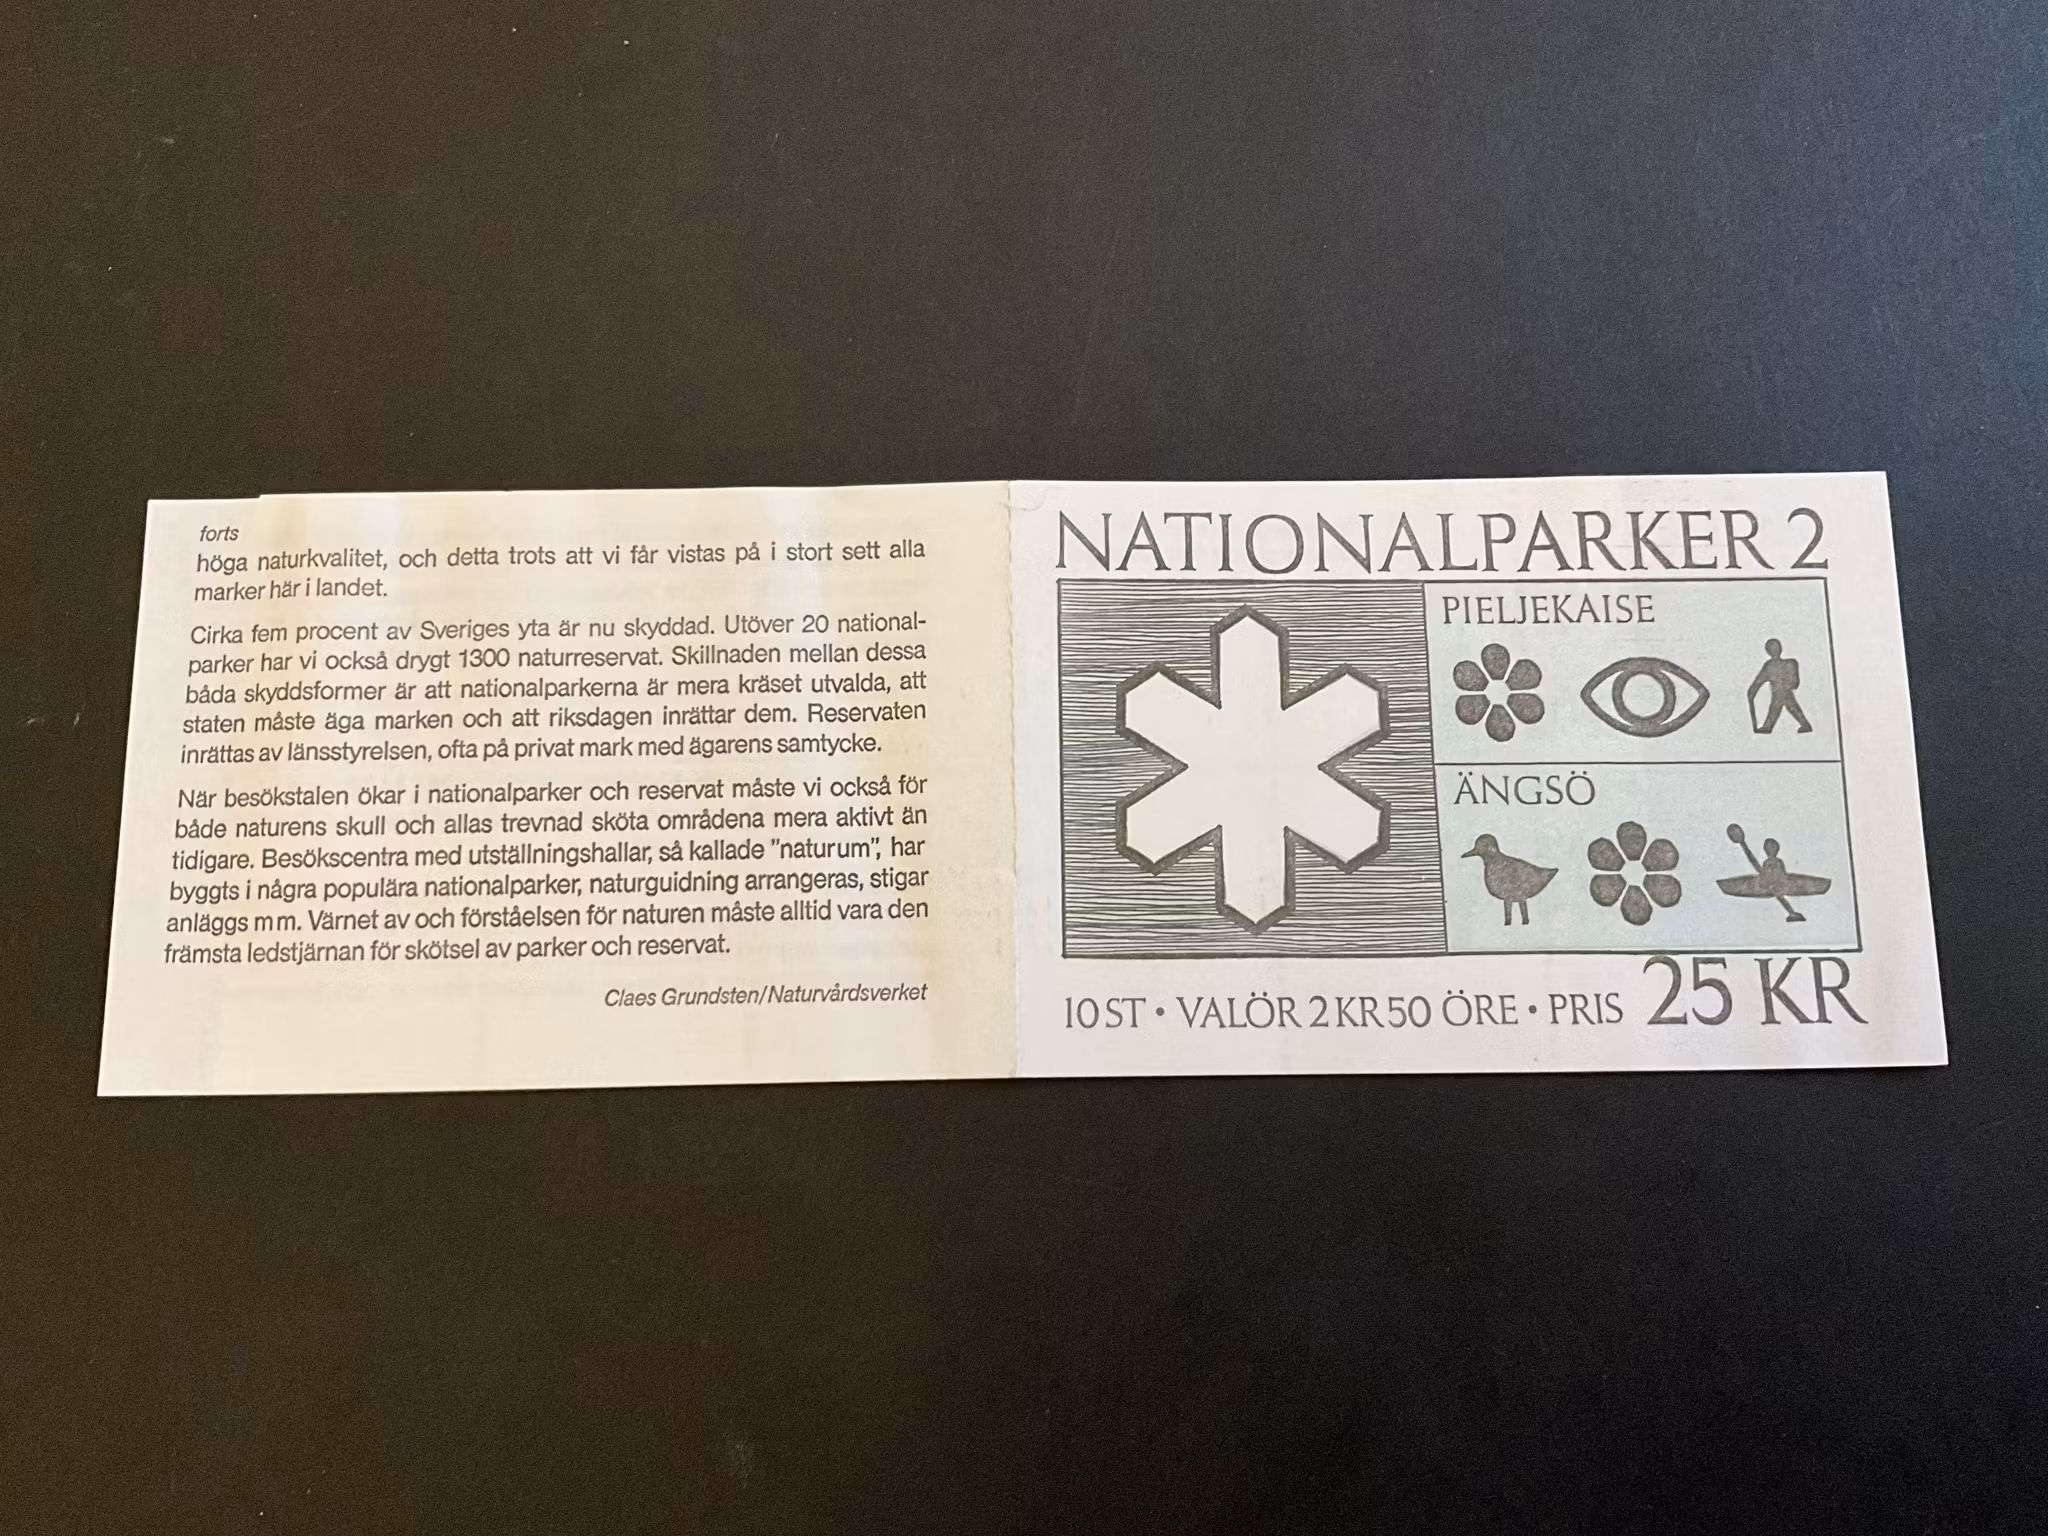 forts
höga naturkvalitet, och detta trots att vi får vistas på i stort sett alla
marker här i landet.
Cirka fem procent av Sveriges yta är nu skyddad. Utöver 20 national-
parker har vi också drygt 1300 naturreservat. Skillnaden mellan dessa
båda skyddsformer är att nationalparkerna är mera kräset utvalda, att
staten måste äga marken och att riksdagen inrättar dem. Reservaten
inrättas av länsstyrelsen, ofta på privat mark med ägarens samtycke.
När besökstalen ökar i nationalparker och reservat måste vi också för
både naturens skull och allas trevnad sköta områdena mera aktivt än
tidigare. Besökscentra med utställningshallar, så kallade "naturum", har
byggts i några populära nationalparker, naturguidning arrangeras, stigar
anläggs mm. Värnet av och förståelsen för naturen måste alltid vara den
främsta ledstjärnan för skötsel av parker och reservat.
Claes Grundsten/Naturvårdsverket
NATIONALPARKER 2
PIELJEKAISE
ÄNGSÖ
10 ST • VALÖR 2 KR 50 ÖRE • PRIS 25 KR